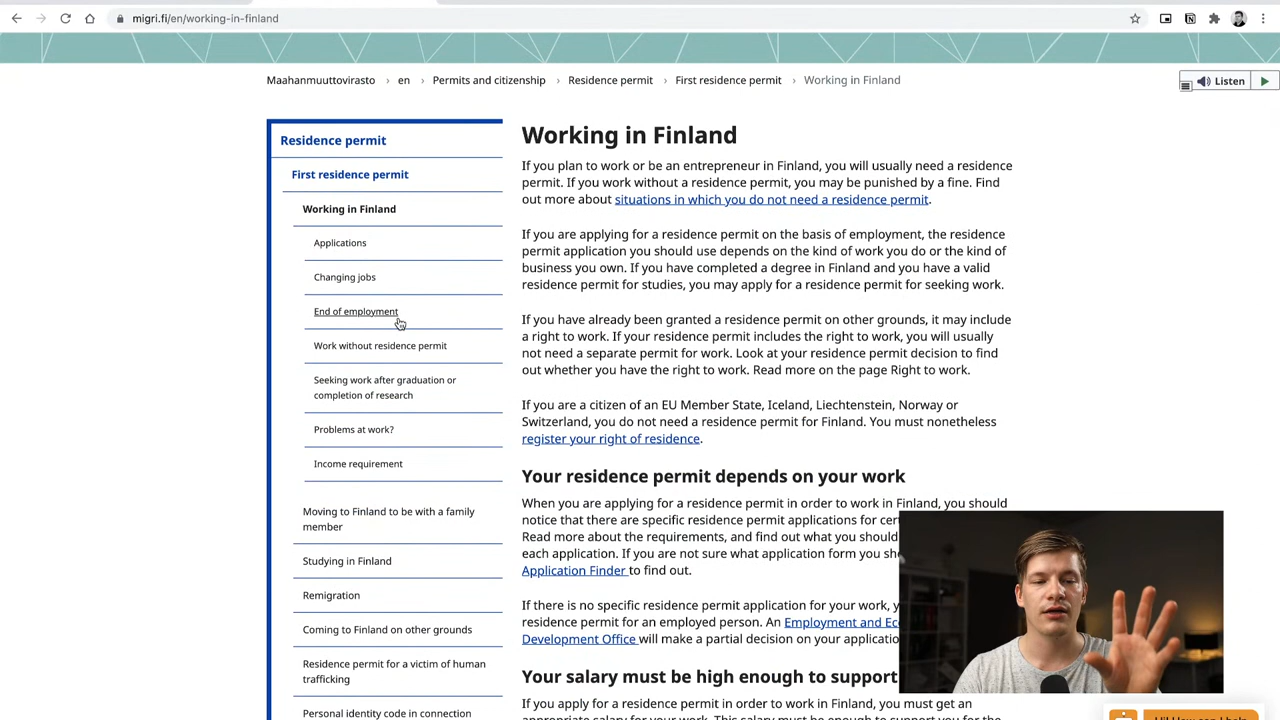 migri.fi/en/working-in-finland
Maahanmuuttovirasto > en > Permits and citizenship > Residence permit > First residence permit > Working in Finland
Listen
Residence permit
First residence permit
Working in Finland
Applications
Changing jobs
End of employment
Work without residence permit
Seeking work after graduation or
completion of research
Problems at work?
Income requirement
Moving to Finland to be with a family
member
Studying in Finland
Remigration
Coming to Finland on other grounds
Residence permit for a victim of human
trafficking
Personal identity code in connection
Working in Finland
If you plan to work or be an entrepreneur in Finland, you will usually need a residence
permit. If you work without a residence permit, you may be punished by a fine. Find
out more about situations in which you do not need a residence permit.
If you are applying for a residence permit on the basis of employment, the residence
permit application you should use depends on the kind of work you do or the kind of
business you own. If you have completed a degree in Finland and you have a valid
residence permit for studies, you may apply for a residence permit for seeking work.
If you have already been granted a residence permit on other grounds, it may include
a right to work. If your residence permit includes the right to work, you will usually
not need a separate permit for work. Look at your residence permit decision to find
out whether you have the right to work. Read more on the page Right to work.
If you are a citizen of an EU Member State, Iceland, Liechtenstein, Norway or
Switzerland, you do not need a residence permit for Finland. You must nonetheless
register your right of residence.
Your residence permit depends on your work
When you are applying for a residence permit in order to work in Finland, you should
notice that there are specific residence permit applications for
Read more about the requirements, and find out what you should
each application. If you are not sure what application form you
Application Finder to find out.
If there is no specific residence permit application for your work,
residence permit for an employed person. An Employment and
Development Office will make a partial decision on your
Your salary must be high enough to support
If you apply for a residence permit in order to work in Finland, you must get an
appropriate salary for your work. This salary must be enough to support you for the
Hi! How can I help